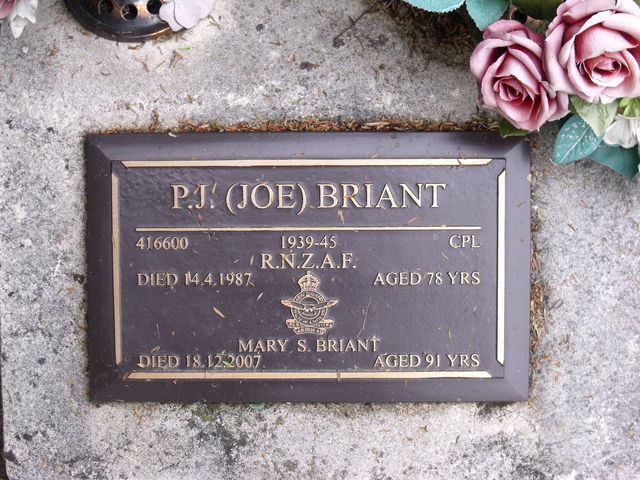 P.J. (JOE) BRIANT
416600 1939-45 CPL
R.N.Z.A.F.
DIED 14.4.1987 AGED 78 YRS
MARY S. BRIANT
DIED 18.12.2007 AGED 91 YRS